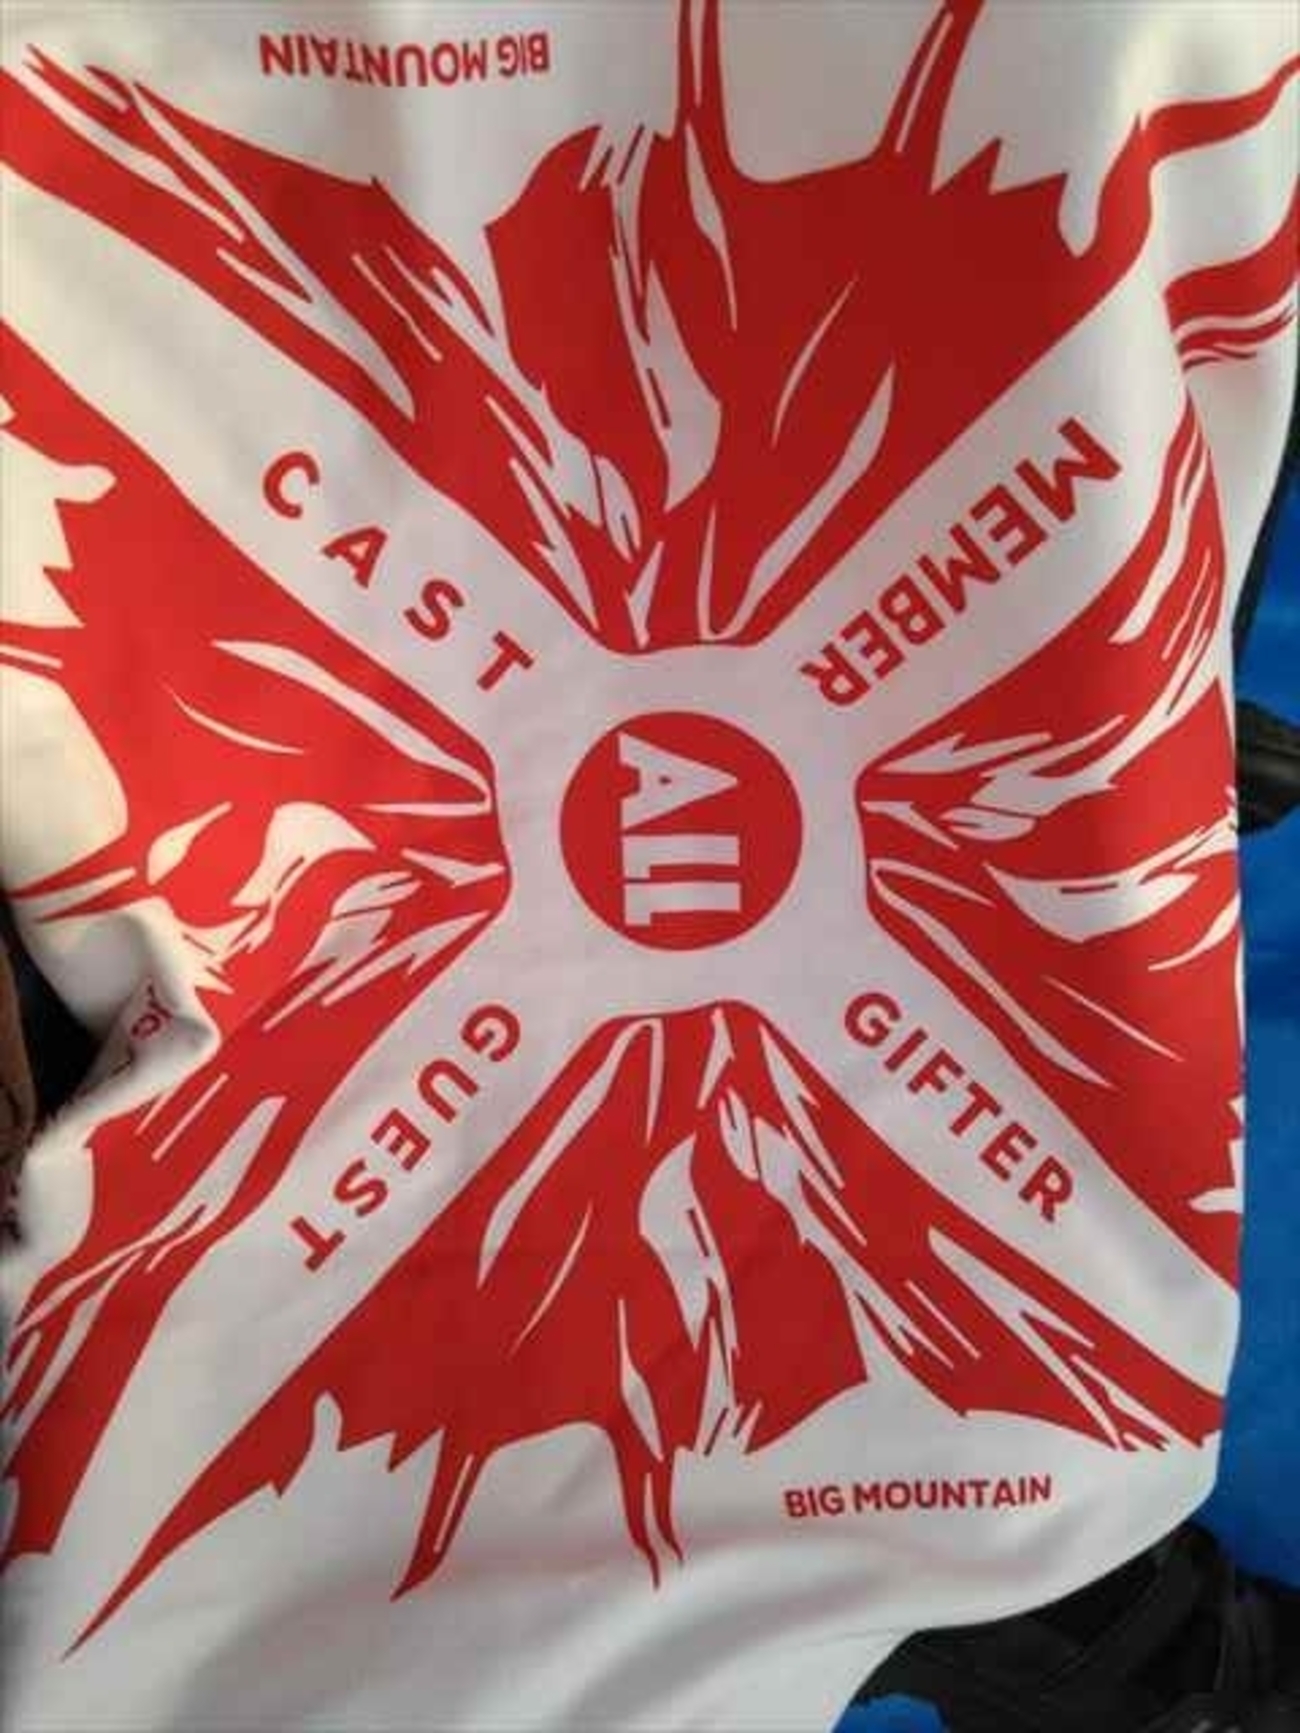 BIG MOUNTAIN
CAST
MEMBER
All
GUEST
GIFTER
BIG MOUNTAIN